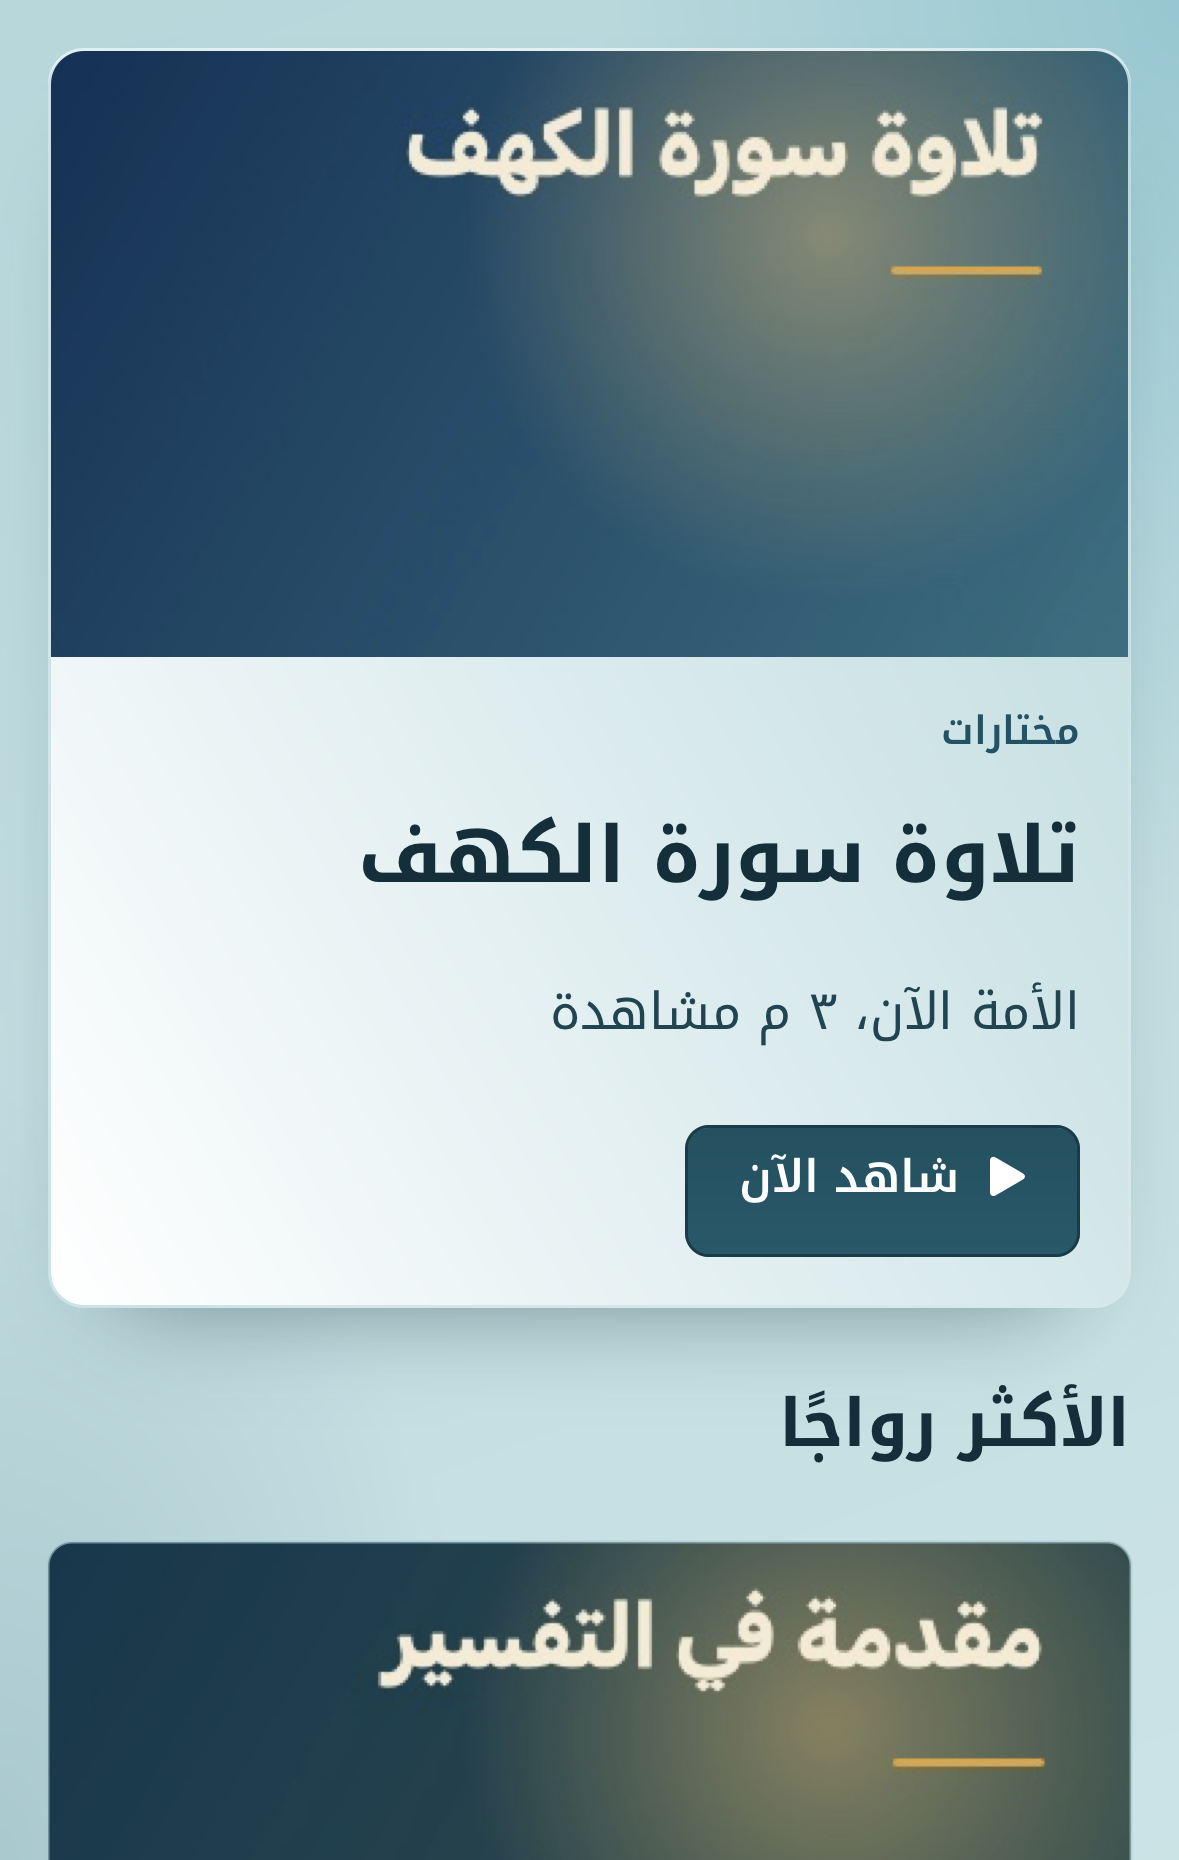 تلاوة سورة الكهف
مختارات
تلاوة سورة الكهف
الأمة الآن، ٣ م مشاهدة
شاهد الآن
الأكثر رواجًا
مقدمة في التفسير